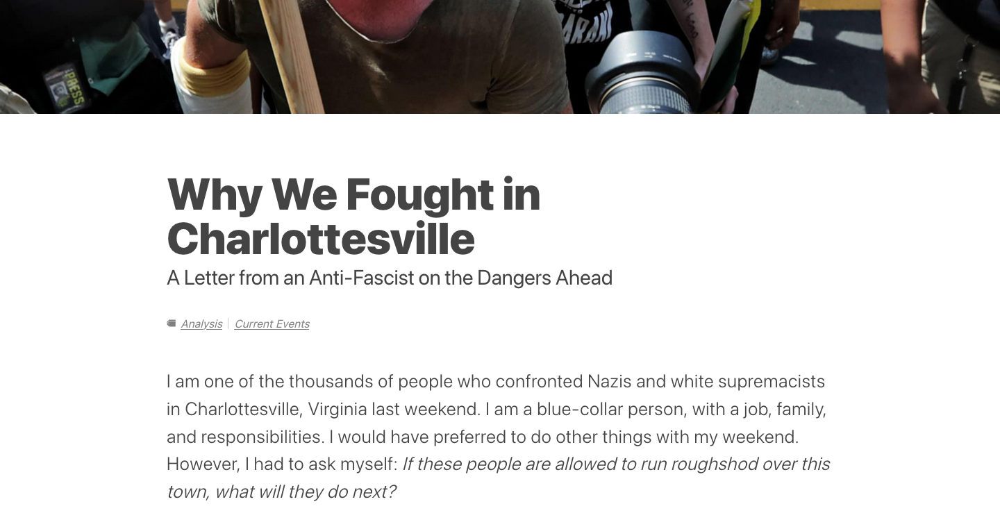 PRESS
Why We Fought in
Charlottesville
A Letter from an Anti-Fascist on the Dangers Ahead
Analysis | Current Events
I am one of the thousands of people who confronted Nazis and white supremacists
in Charlottesville, Virginia last weekend. I am a blue-collar person, with a job, family,
and responsibilities. I would have preferred to do other things with my weekend.
However, I had to ask myself: If these people are allowed to run roughshod over this
town, what will they do next?